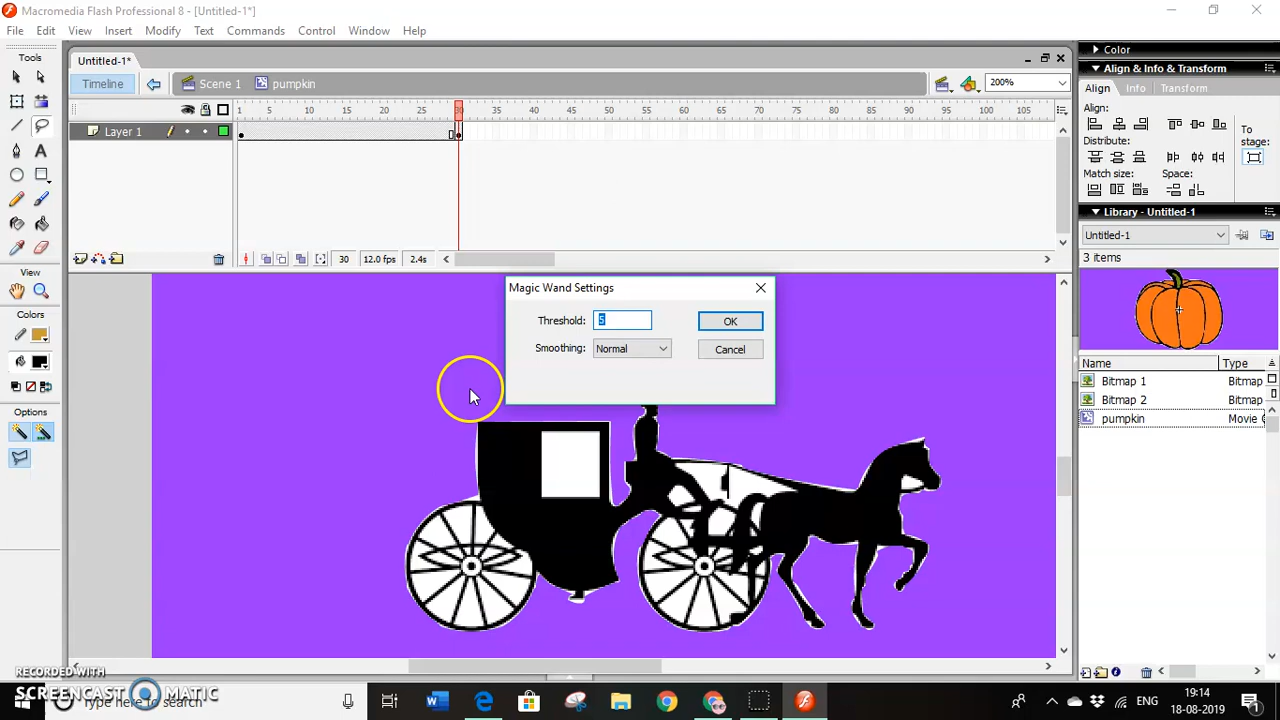 Macromedia Flash Professional 8 - [Untitled-1*]
File Edit View Insert Modify Text Commands Control Window Help
Tools
View
Colors
Options
Untitled-1*
Timeline Scene 1 pumpkin 200%
1 5 10 15 20 25 30 35 40 45 50 55 60 65 70 75 80 85 90 95 100 105
Layer 1
30 12.0 fps 2.4s
Magic Wand Settings
Threshold: 5 OK
Smoothing: Normal Cancel
Color
Align & Info & Transform
Align Info Transform
Align:
To
stage:
Distribute:
Match size: Space:
Library - Untitled-1
Untitled-1
3 items
Name Type
Bitmap 1 Bitmap
Bitmap 2 Bitmap
pumpkin Movie
RECORDED WITH
SCREENCAST MATIC
Type here to search
ENG
19:14
18-08-2019
1